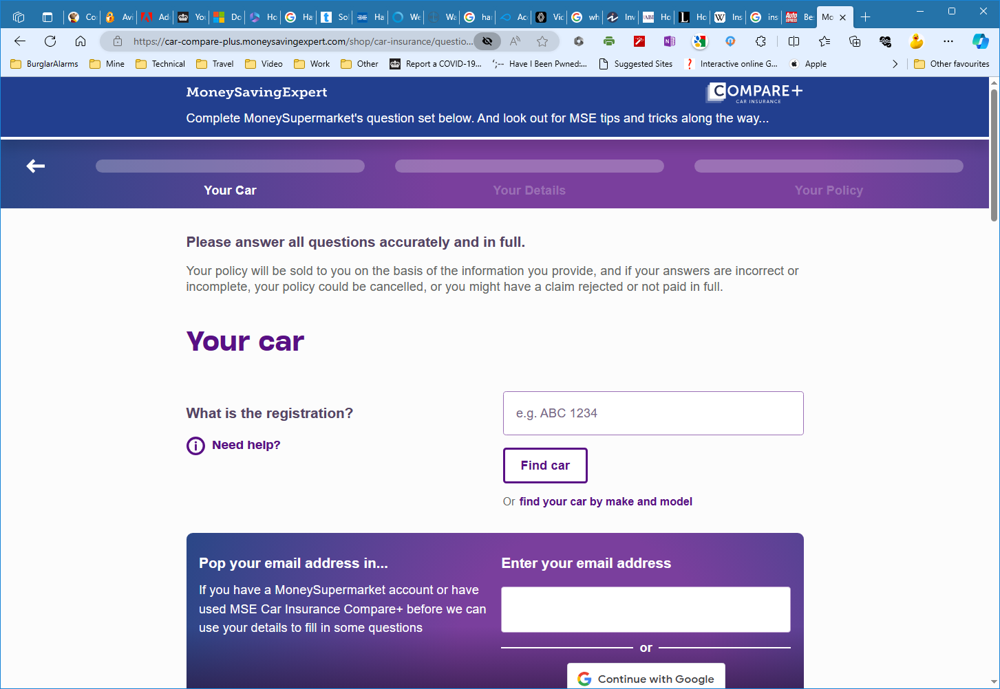 Co
Avi
Ad
You
Do
Ho
Ha
So
Ha
We
Wa
har
Acc
Vic
wh
Inv
Ho
Ho
Ins
ins
Be
Mo
https://car-compare-plus.moneysavingexpert.com/shop/car-insurance/questio...
BurglarAlarms
Mine
Technical
Travel
Video
Work
Other
Report a COVID-19...
Have I Been Pwned:...
Suggested Sites
Interactive online G...
Apple
Other favourites
MoneySavingExpert
COMPARE+
CAR INSURANCE
Complete MoneySupermarket's question set below. And look out for MSE tips and tricks along the way...
Your Car
Your Details
Your Policy
Please answer all questions accurately and in full.
Your policy will be sold to you on the basis of the information you provide, and if your answers are incorrect or
incomplete, your policy could be cancelled, or you might have a claim rejected or not paid in full.
Your car
What is the registration?
e.g. ABC 1234
Need help?
Find car
Or find your car by make and model
Pop your email address in...
Enter your email address
If you have a MoneySupermarket account or have
used MSE Car Insurance Compare+ before we can
use your details to fill in some questions
or
Continue with Google